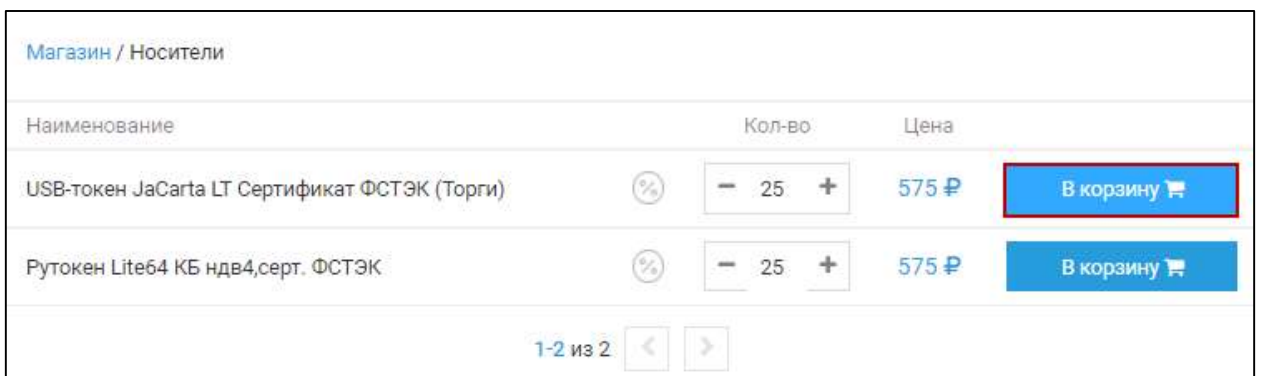 Магазин / Носители
Наименование Кол-во Цена
USB-токен JaCarta LT Сертификат ФСТЭК (Торги) % − 25 + 575 ₽ В корзину
Рутокен Lite64 КБ ндв4,серт. ФСТЭК % − 25 + 575 ₽ В корзину
1-2 из 2 < >